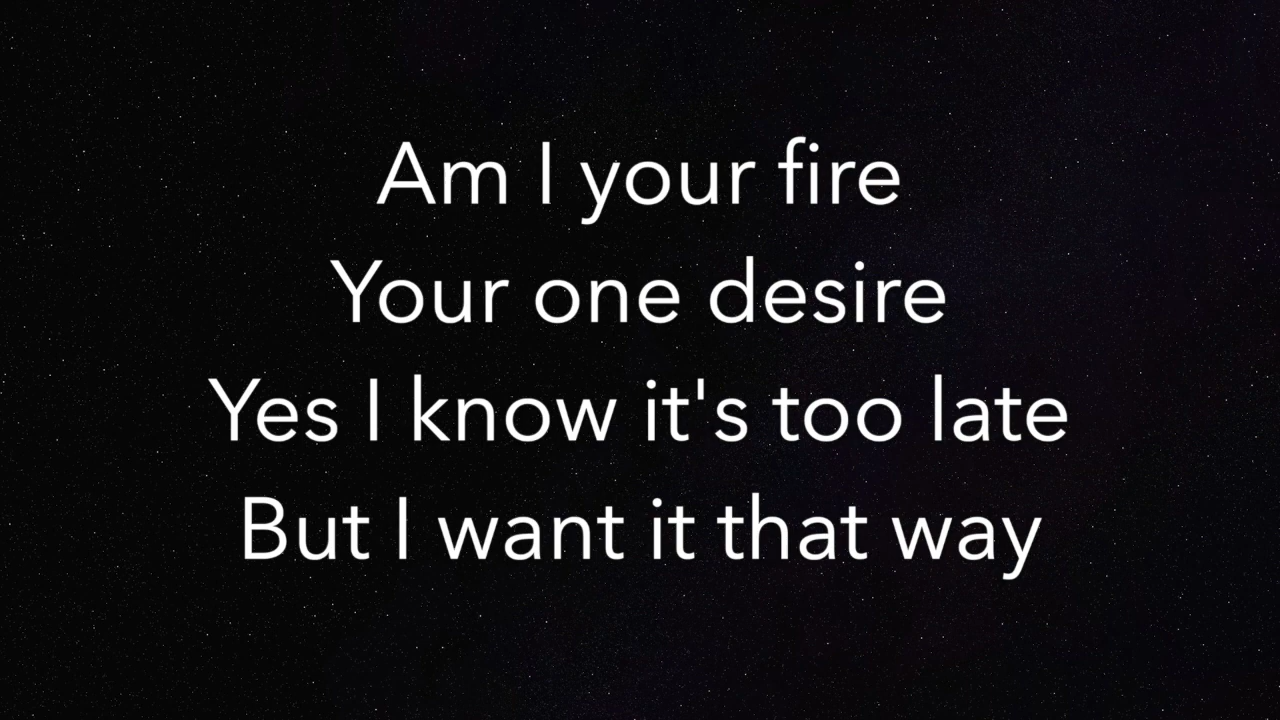 Am I your fire
Your one desire
Yes I know it's too late
But I want it that way